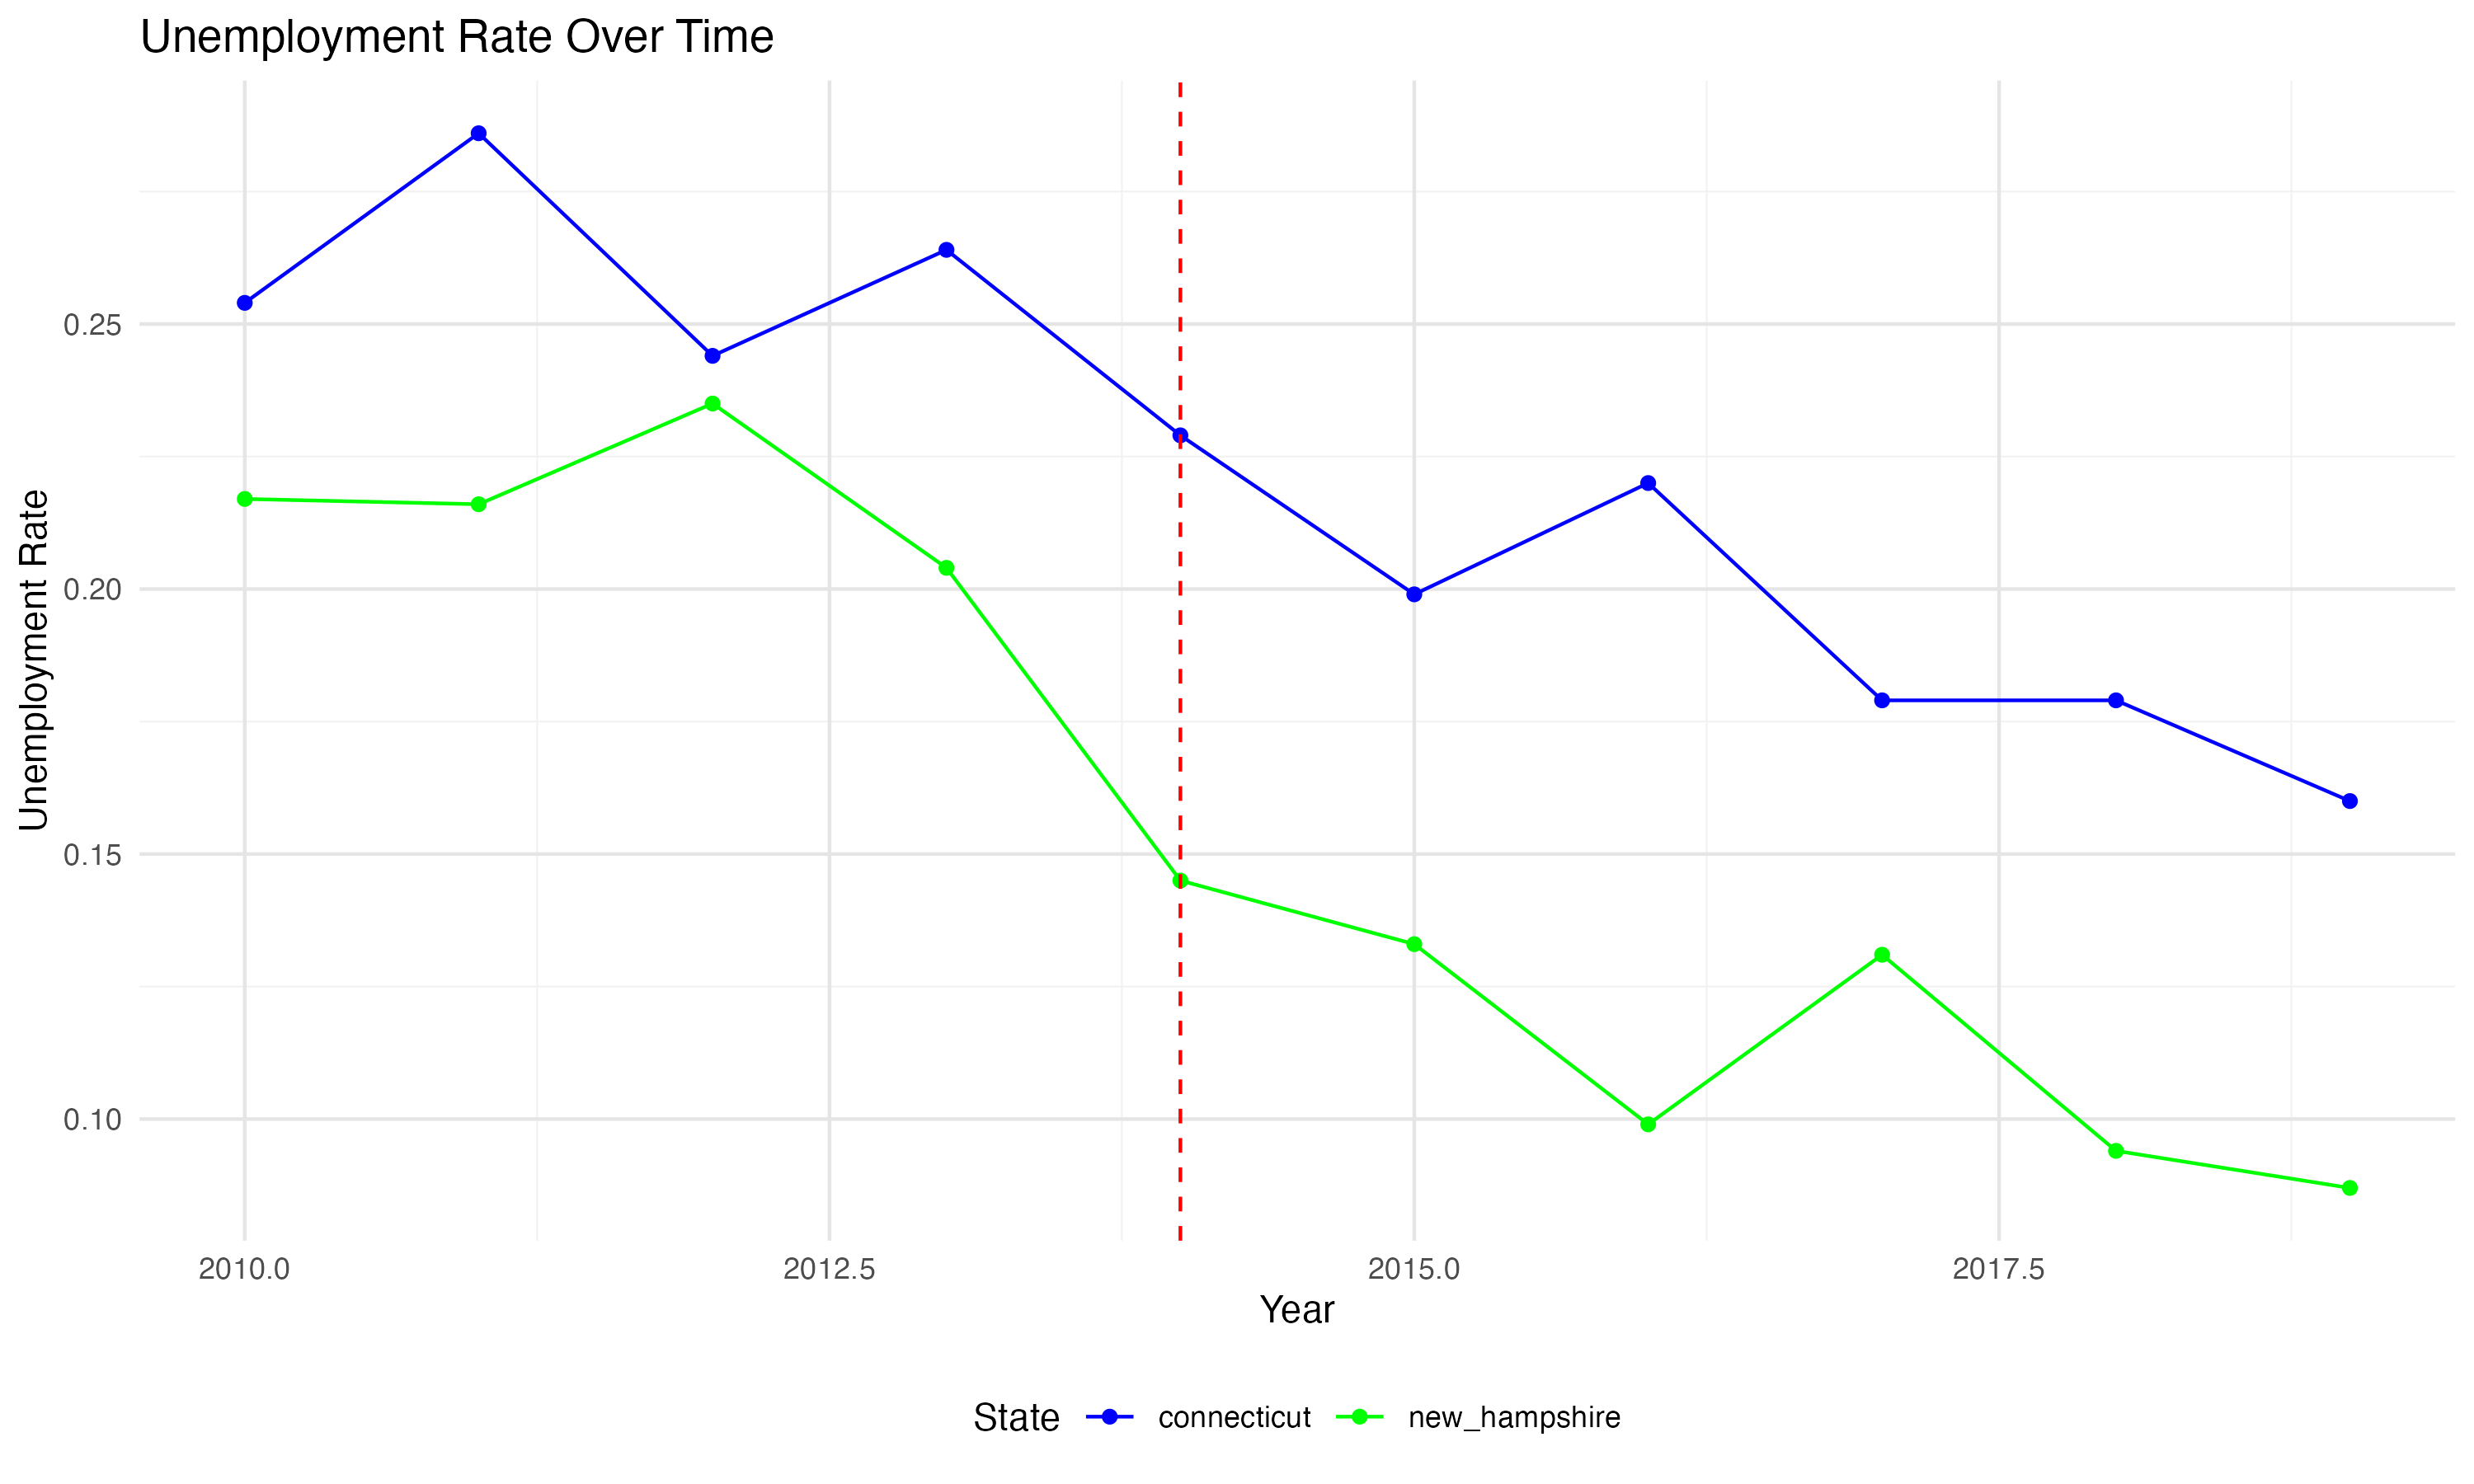 Unemployment Rate Over Time
Unemployment Rate
0.25
0.20
0.15
0.10
2010.0 2012.5 2015.0 2017.5
Year
State connecticut new_hampshire